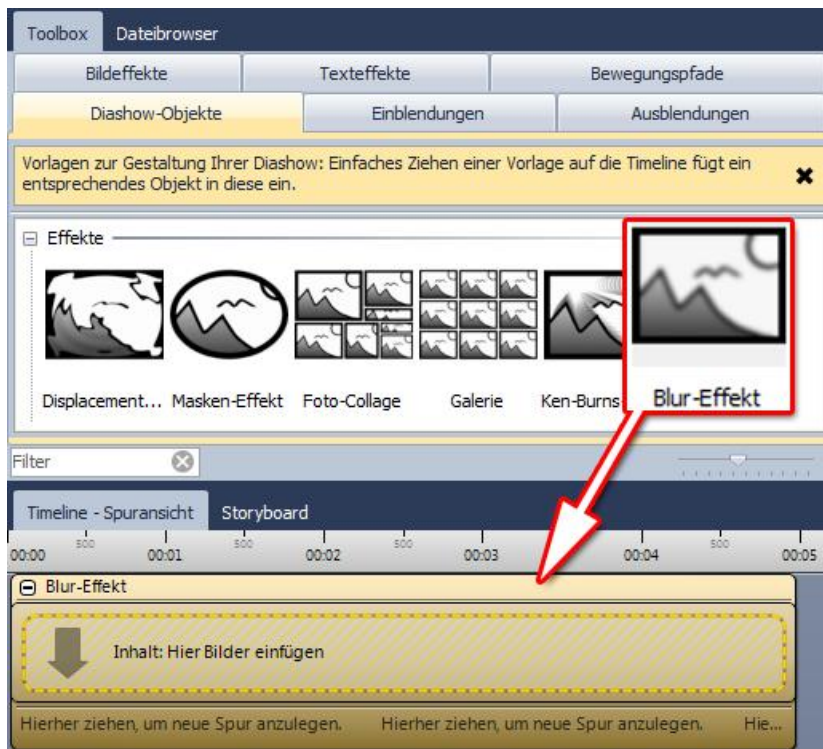 Toolbox Dateibrowser
Bildeffekte Texteffekte Bewegungspfade
Diashow-Objekte Einblendungen Ausblendungen
Vorlagen zur Gestaltung Ihrer Diashow: Einfaches Ziehen einer Vorlage auf die Timeline fügt ein
entsprechendes Objekt in diese ein.
Effekte
Displacement... Masken-Effekt Foto-Collage Galerie Ken-Burns Blur-Effekt
Filter
Timeline - Spuransicht Storyboard
00:00 500 00:01 500 00:02 500 00:03 00:04 500 00:05
Blur-Effekt
Inhalt: Hier Bilder einfügen
Hierher ziehen, um neue Spur anzulegen. Hierher ziehen, um neue Spur anzulegen. Hie...